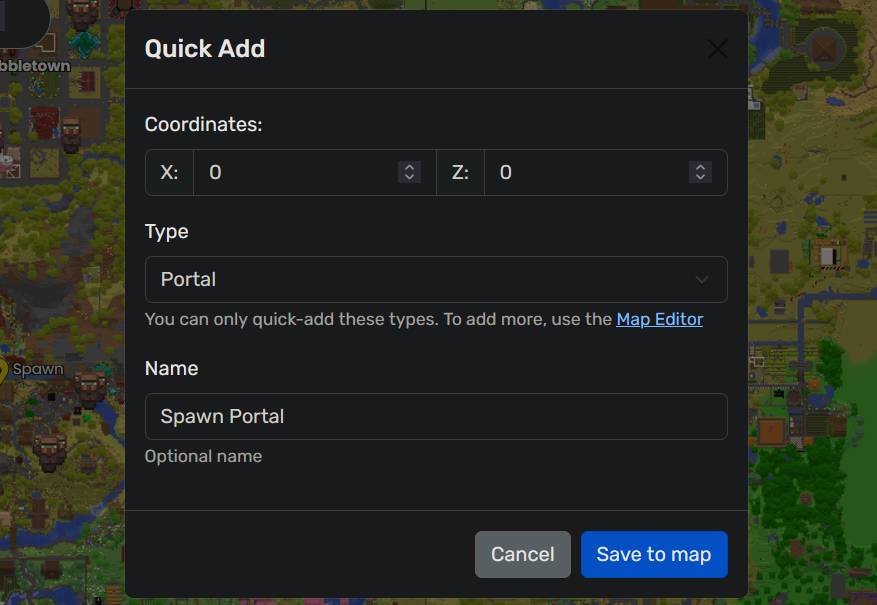 Quick Add
bbletown
Coordinates:
X: 0 Z: 0
Type
Portal
You can only quick-add these types. To add more, use the Map Editor
Name
Spawn
Spawn Portal
Optional name
Cancel Save to map